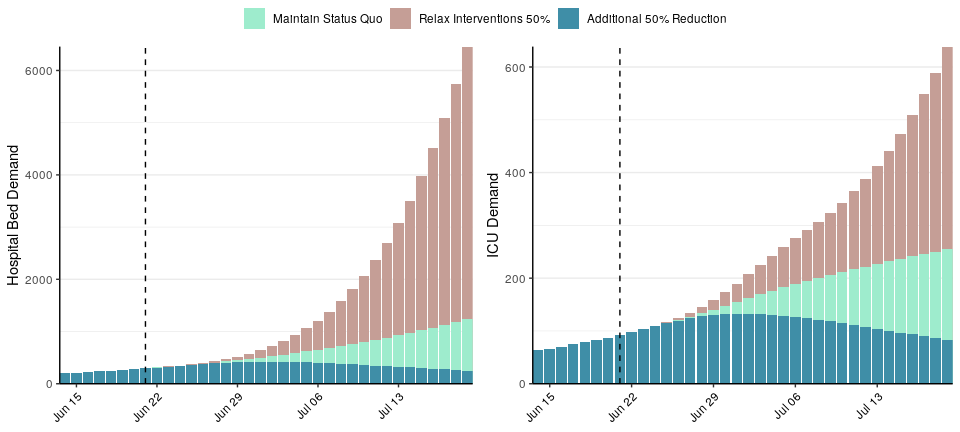 Maintain Status Quo Relax Interventions 50% Additional 50% Reduction
Hospital Bed Demand
6000
4000
2000
0
Jun 15 Jun 22 Jun 29 Jul 06 Jul 13
ICU Demand
600
400
200
0
Jun 15 Jun 22 Jun 29 Jul 06 Jul 13